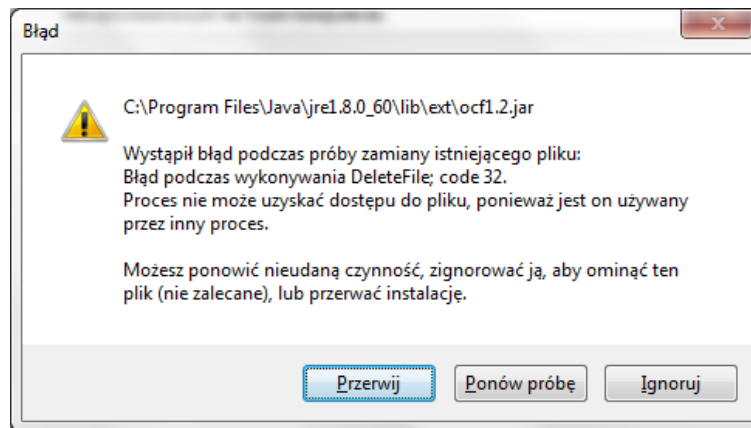 Błąd
C:\Program Files\Java\jre1.8.0_60\lib\ext\ocf1.2.jar
Wystąpił błąd podczas próby zamiany istniejącego pliku:
Błąd podczas wykonywania DeleteFile; code 32.
Proces nie może uzyskać dostępu do pliku, ponieważ jest on używany
przez inny proces.
Możesz ponowić nieudaną czynność, zignorować ją, aby ominąć ten
plik (nie zalecane), lub przerwać instalację.
Przerwij Ponów próbę Ignoruj